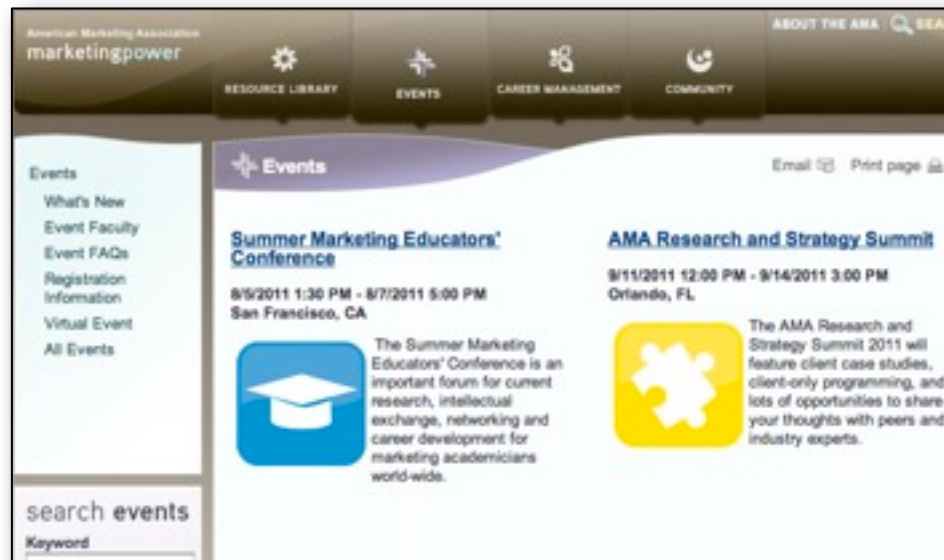 American Marketing Association
marketingpower
ABOUT THE AMA
RESOURCE LIBRARY
EVENTS
CAREER MANAGEMENT
COMMUNITY
Events
What's New
Event Faculty
Event FAQs
Registration
Information
Virtual Event
All Events
search events
Keyword
Events
Email
Print page
Summer Marketing Educators'
Conference
8/5/2011 1:30 PM - 8/7/2011 5:00 PM
San Francisco, CA
The Summer Marketing
Educators' Conference is an
important forum for current
research, intellectual
exchange, networking and
career development for
marketing academicians
world-wide.
AMA Research and Strategy Summit
9/11/2011 12:00 PM - 9/14/2011 3:00 PM
Orlando, FL
The AMA Research and
Strategy Summit 2011 will
feature client case studies,
client-only programming, and
lots of opportunities to share
your thoughts with peers and
industry experts.